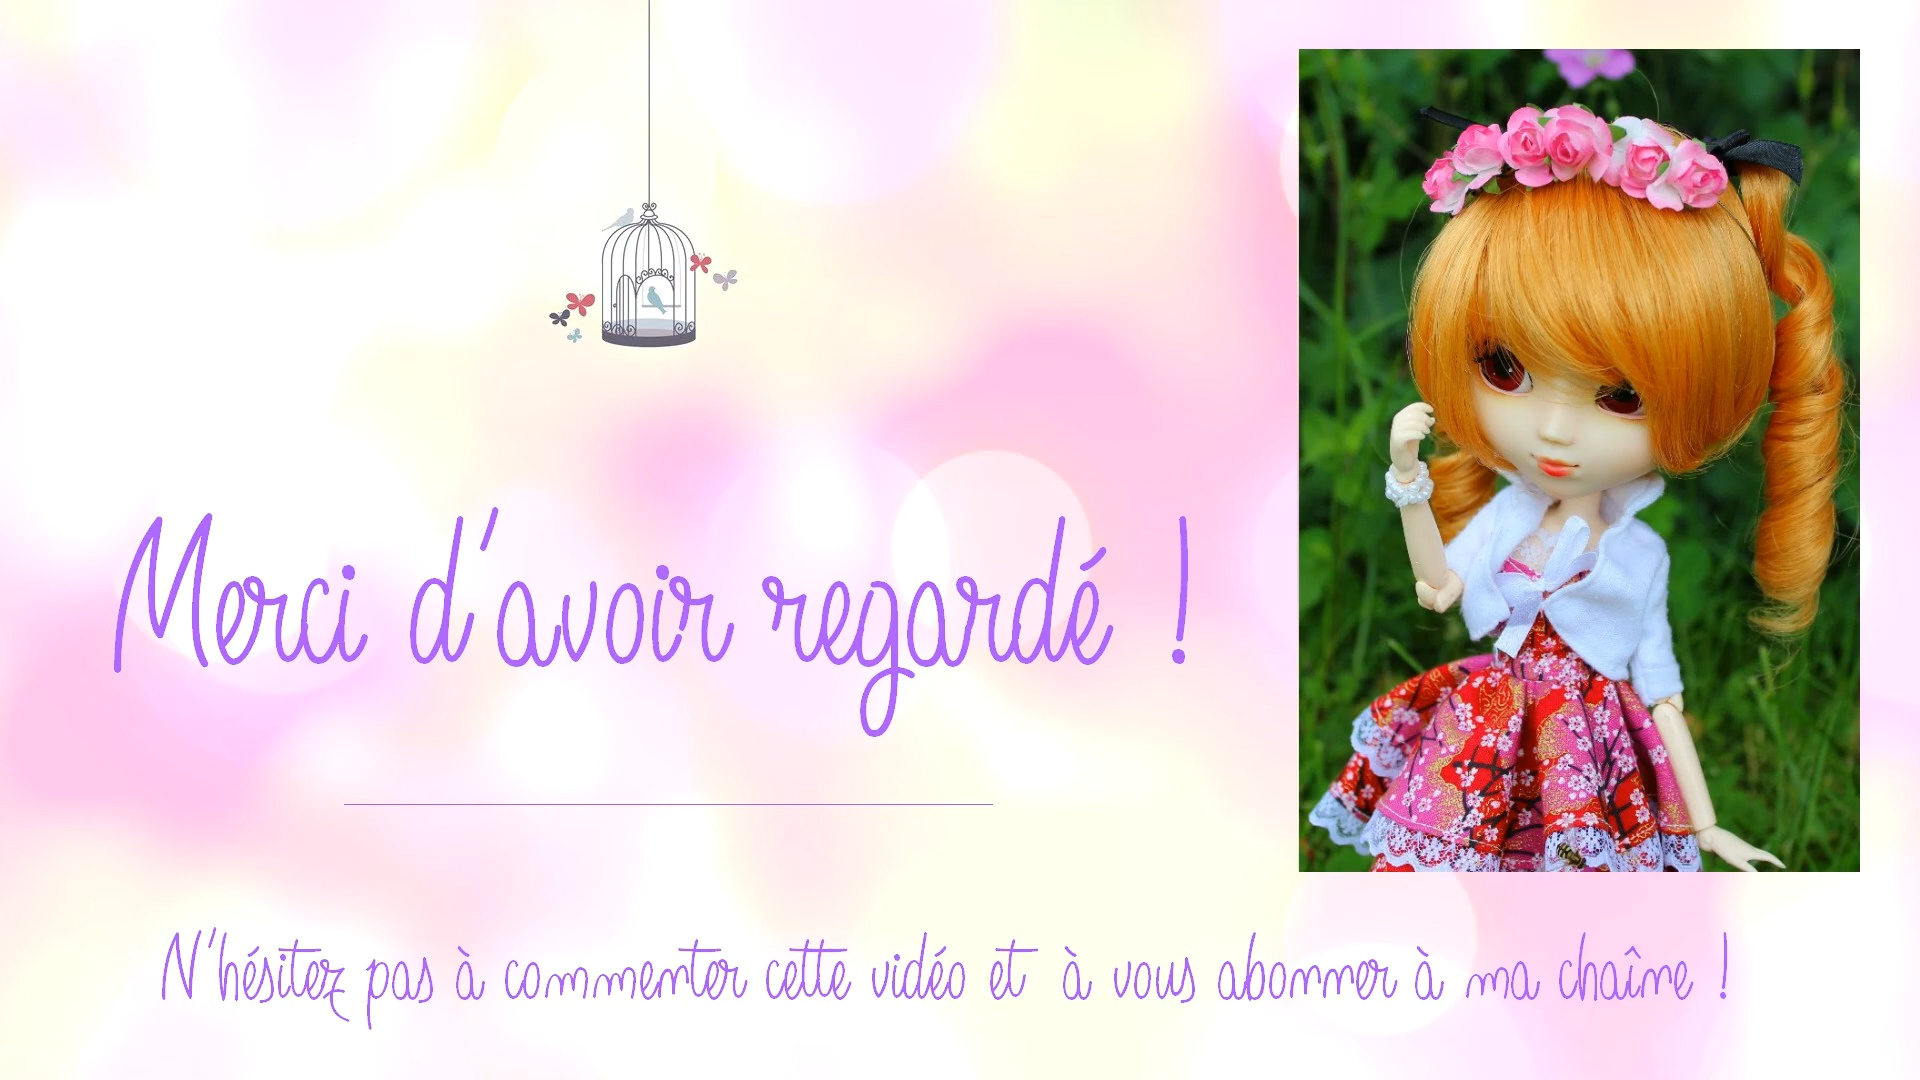 Merci d'avoir regardé !
N'hésitez pas à commenter cette vidéo et à vous abonner à ma chaîne !